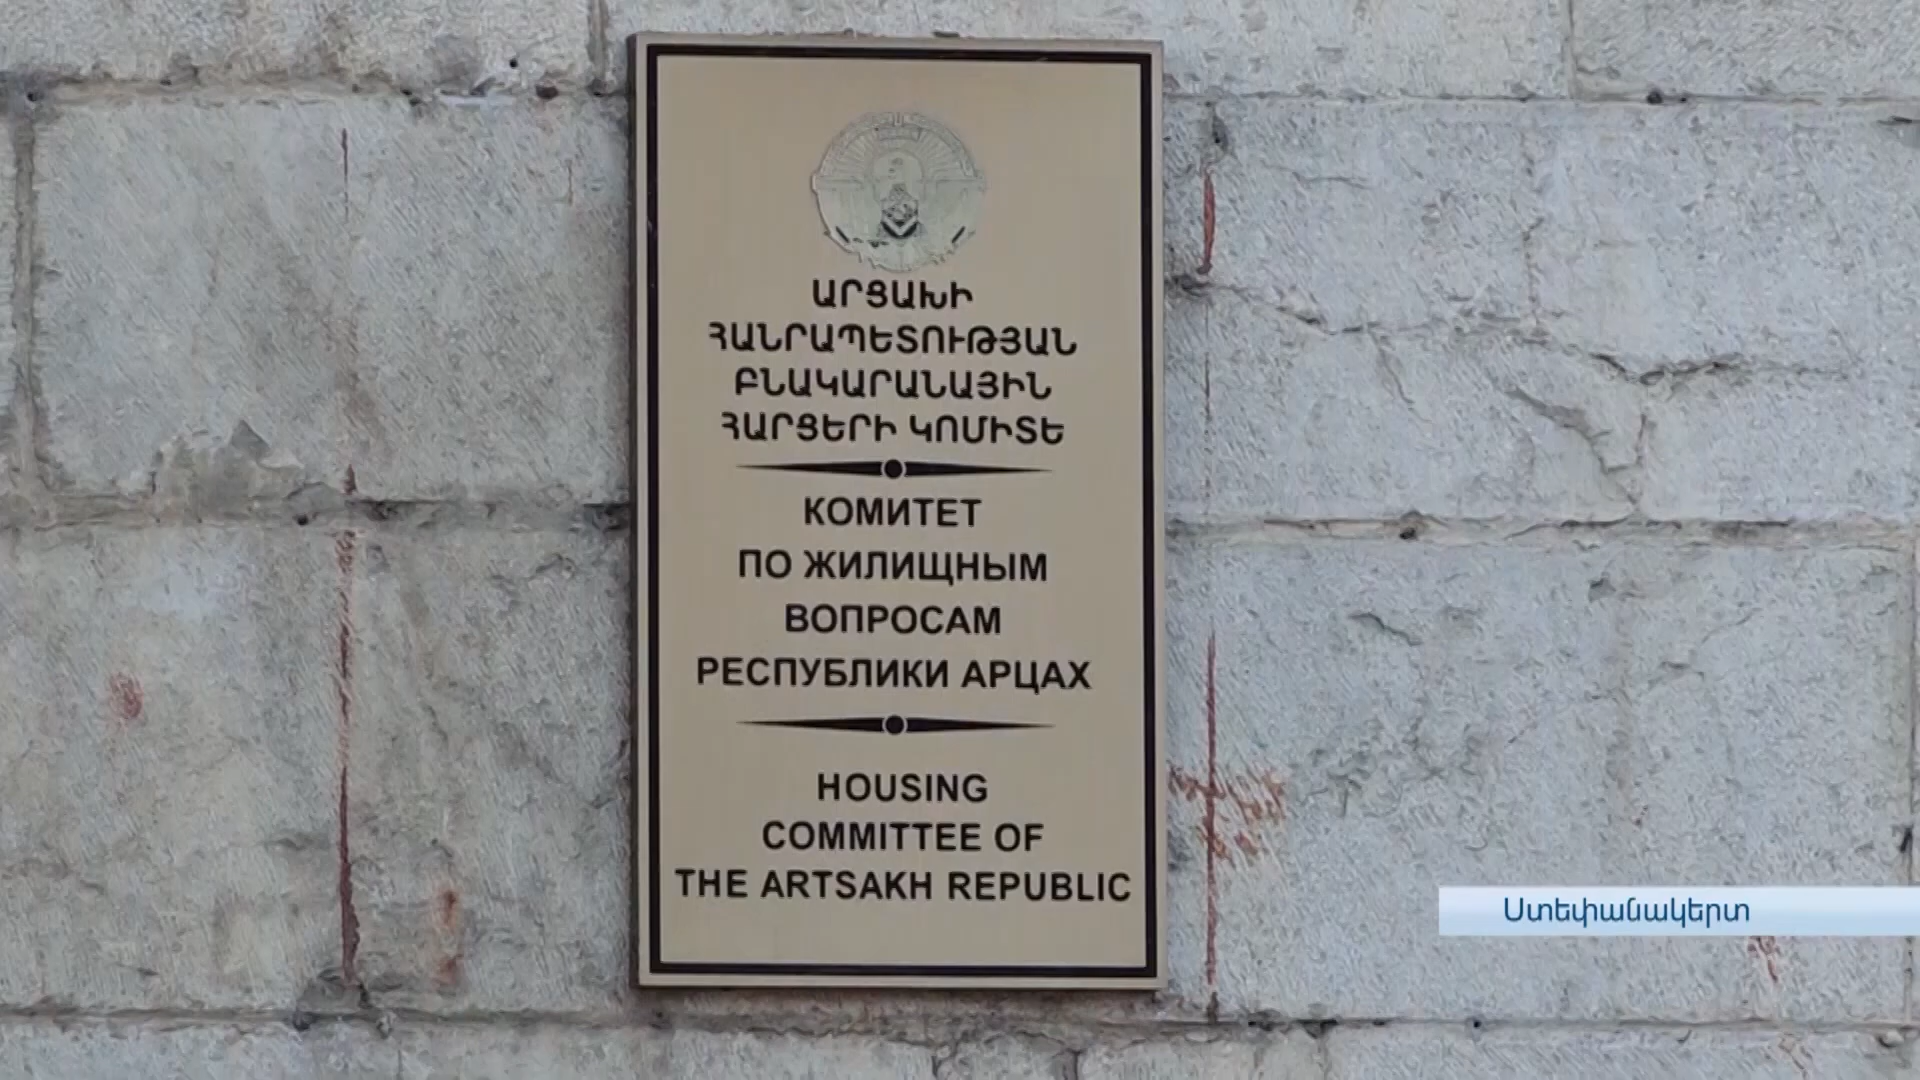 ԱՐՑԱԽԻ
ՀԱՆՐԱՊԵՏՈՒԹՅԱՆ
ԲՆԱԿԱՐԱՆԱՅԻՆ
ՀԱՐՑԵՐԻ ԿՈՄԻՏԵ
КОМИТЕТ
ПО ЖИЛИЩНЫМ
ВОПРОСАМ
РЕСПУБЛИКИ АРЦАХ
HOUSING
COMMITTEE OF
THE ARTSAKH REPUBLIC
Ստեփանակերտ